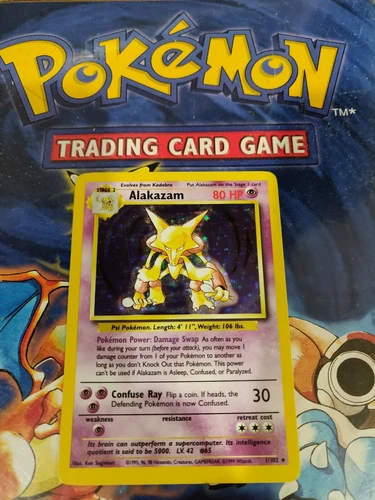 POKéMON
TM*
TRADING CARD GAME
Evolves from Kadabra Put Alakazam on the Stage 1 card
STAGE 2
Alakazam 80 HP
Psi Pokémon. Length: 4' 11", Weight: 106 lbs.
Pokémon Power: Damage Swap As often as you
like during your turn (before your attack), you may move 1
damage counter from 1 of your Pokémon to another as
long as you don't Knock Out that Pokémon. This power
can't be used if Alakazam is Asleep, Confused, or Paralyzed.
Confuse Ray Flip a coin. If heads, the
Defending Pokémon is now Confused.
30
weakness resistance retreat cost
Its brain can outperform a supercomputer. Its intelligence
quotient is said to be 5000. LV. 42 #65
Illus. Ken Sugimori ©1995, 96, 98 Nintendo, Creatures, GAMEFREAK. ©1999 Wizards. 1/102